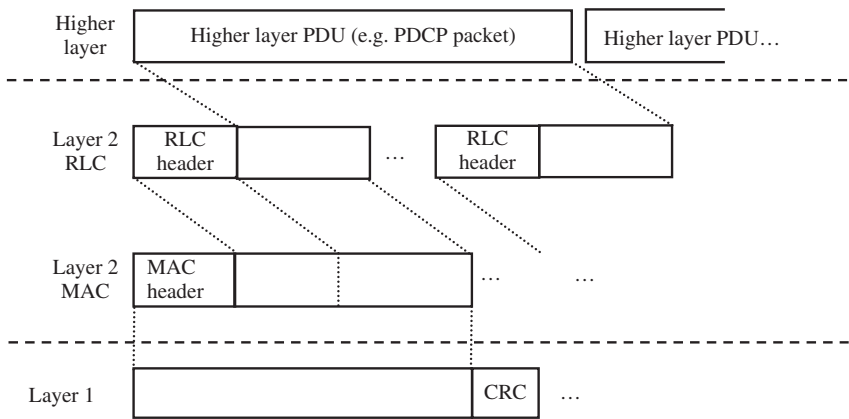 Higher
layer
Higher layer PDU (e.g. PDCP packet)
Higher layer PDU…
Layer 2
RLC
RLC
header
…
RLC
header
Layer 2
MAC
MAC
header
…
…
Layer 1
CRC
…